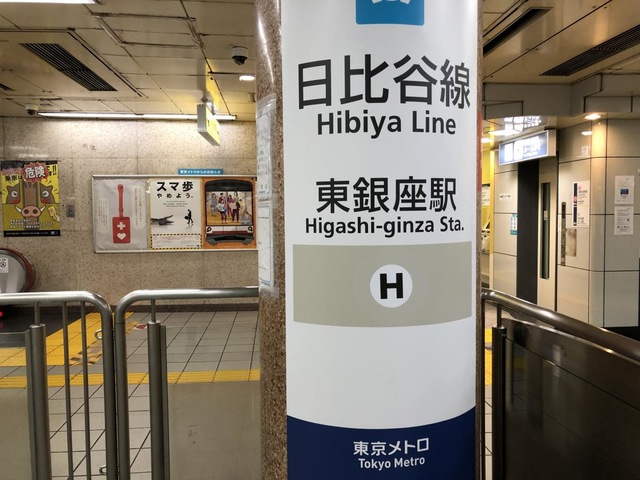 日比谷線
Hibiya Line
東銀座駅
Higashi-ginza Sta.
H
東京メトロ
Tokyo Metro
スマ歩
やめよう。
危険